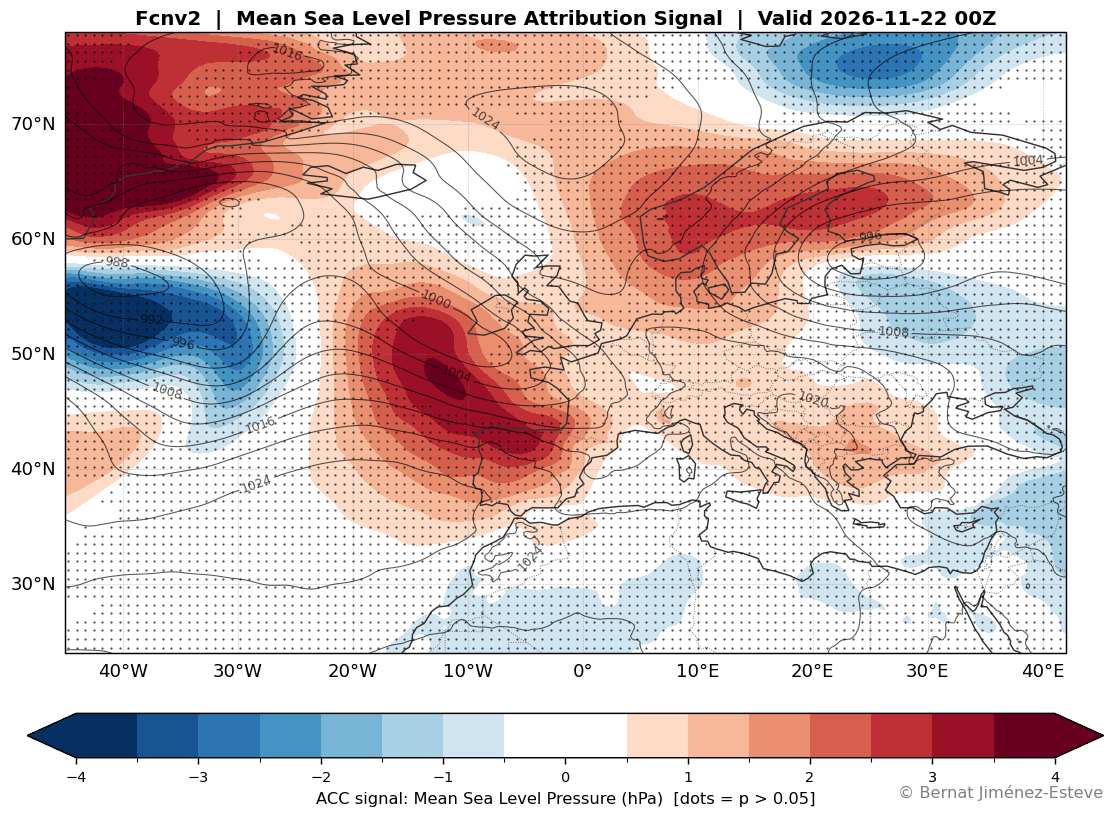 Fcnv2 | Mean Sea Level Pressure Attribution Signal | Valid 2026-11-22 00Z
1016
1024
1004
70°N
60°N
996
988
1000
992
50°N
996
1004
1008
1008
1020
1016
40°N
1024
1024
30°N
40°W 30°W 20°W 10°W 0° 10°E 20°E 30°E 40°E
−4 −3 −2 −1 0 1 2 3 4
ACC signal: Mean Sea Level Pressure (hPa) [dots = p > 0.05]
© Bernat Jiménez-Esteve